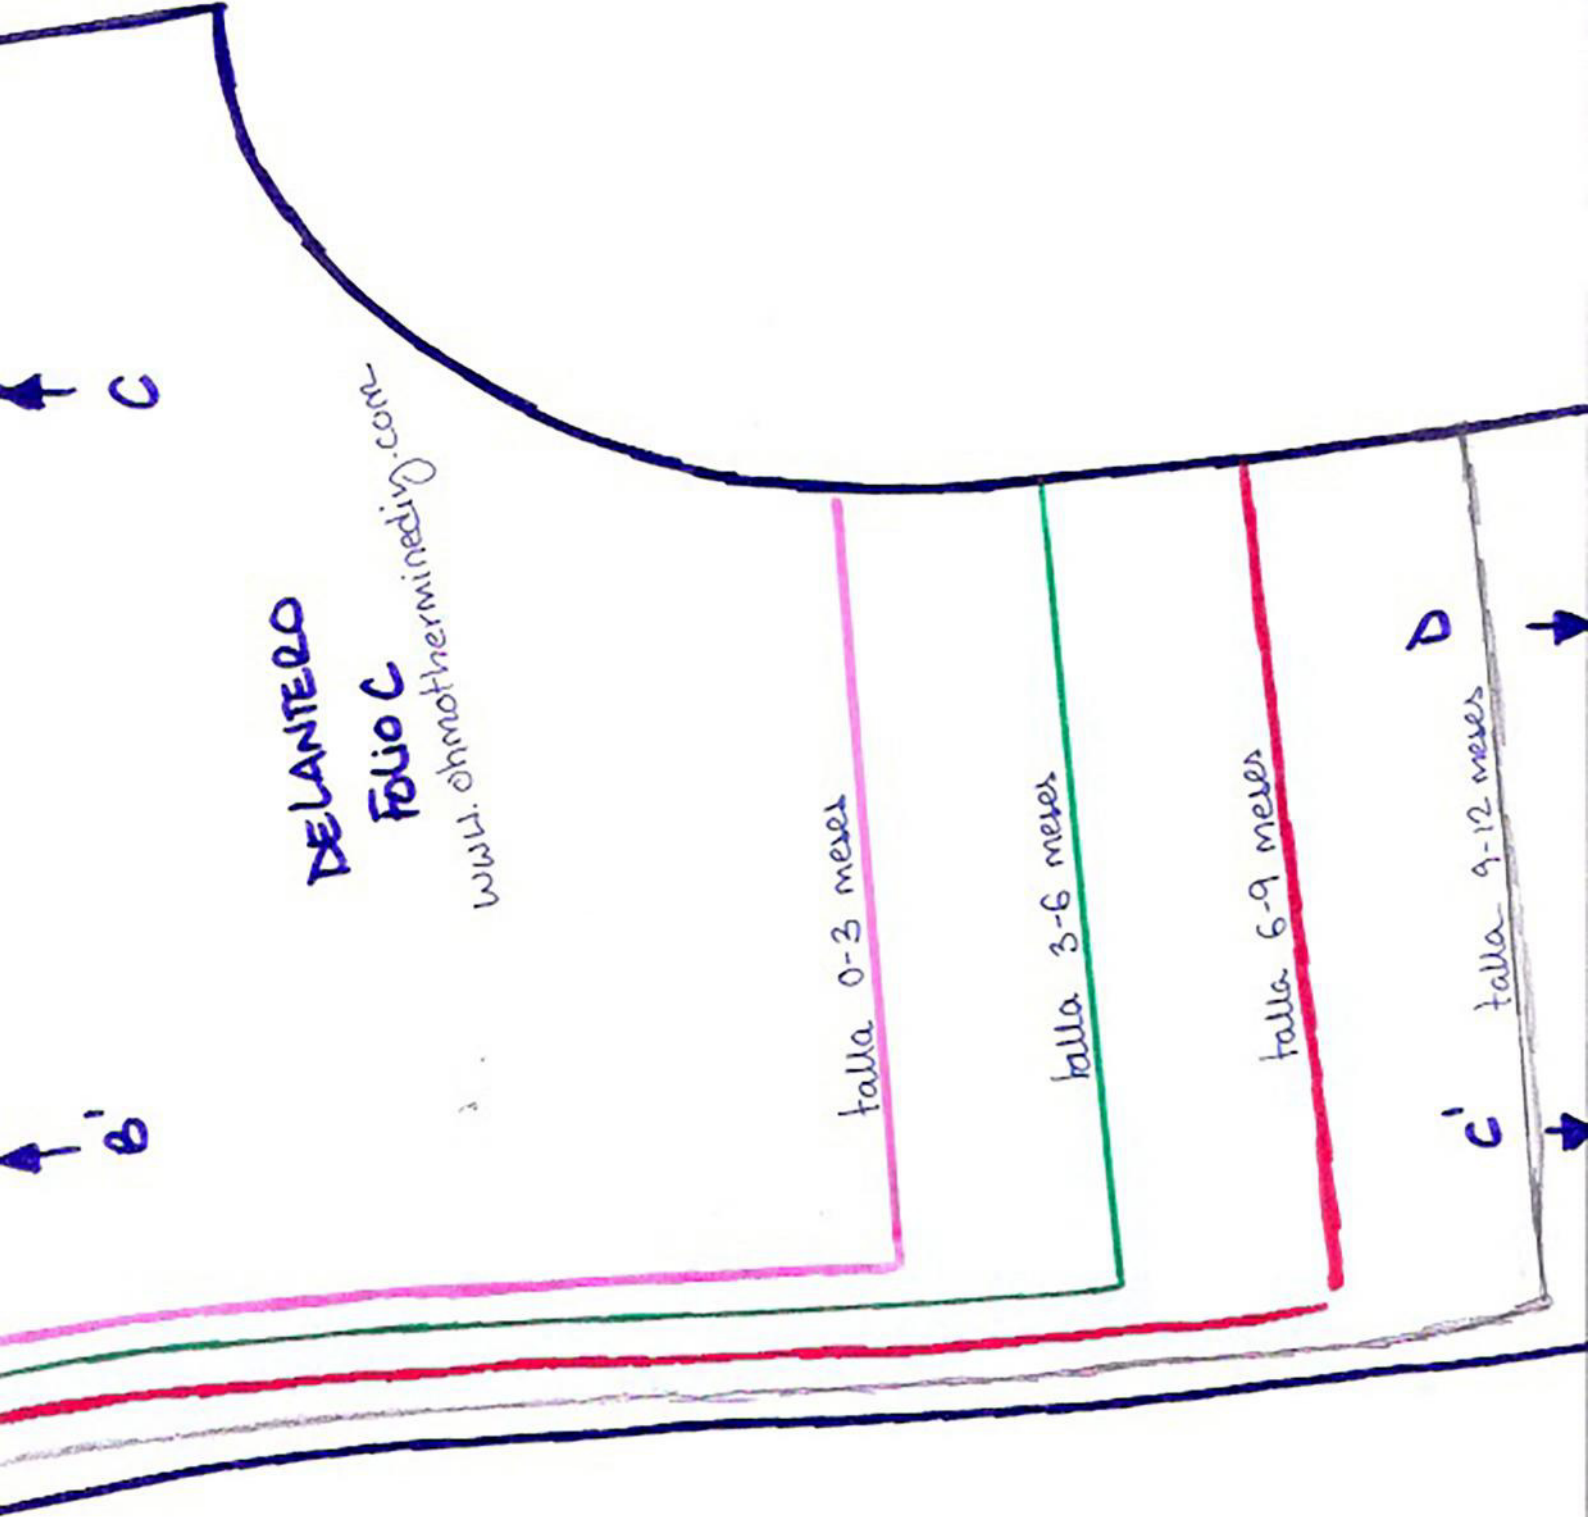 C
B'
DELANTERO
FOLIO C
www.ohmotherminediy.com
talla 0-3 meses
talla 3-6 meses
talla 6-9 meses
talla 9-12 meses
D
C'